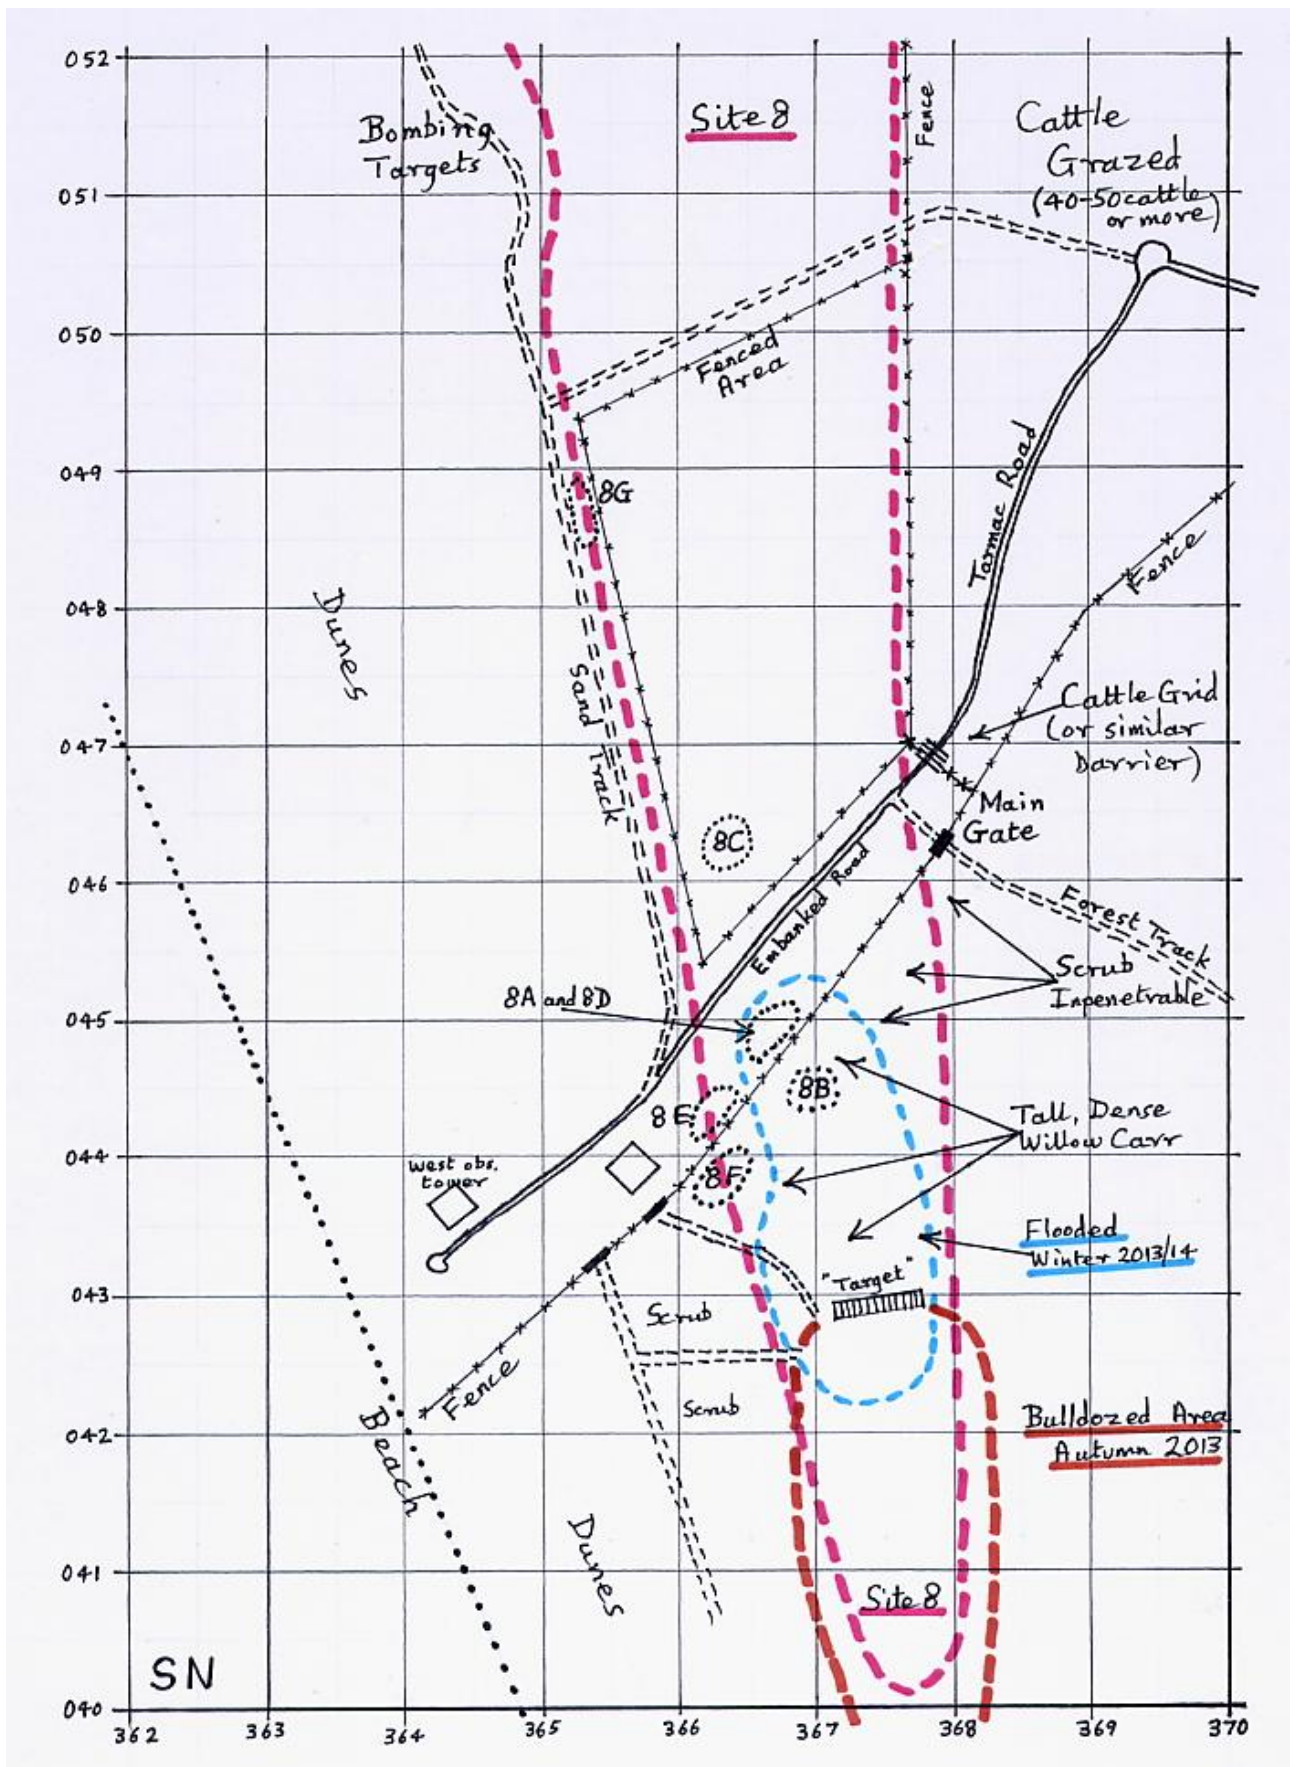 052
Bombing
Targets
Site 8
Fence
Cattle
Grazed
(40-50 cattle
or more)
051
050
Fenced
Area
049
8G
Tarmac Road
Fence
048
Dunes
Sand Track
Cattle Grid
(or similar
barrier)
047
Main
Gate
8C
046
Embanked Road
Forest Track
Scrub
Inpenetrable
8A and 8D
045
8B
8E
Tall, Dense
Willow Carr
044
West obs.
tower
8F
Flooded
Winter 2013/14
"Target"
043
Scrub
Fence
Scrub
Bulldozed Area
Autumn 2013
042
Beach
Dunes
041
Site 8
SN
040
362 363 364 365 366 367 368 369 370